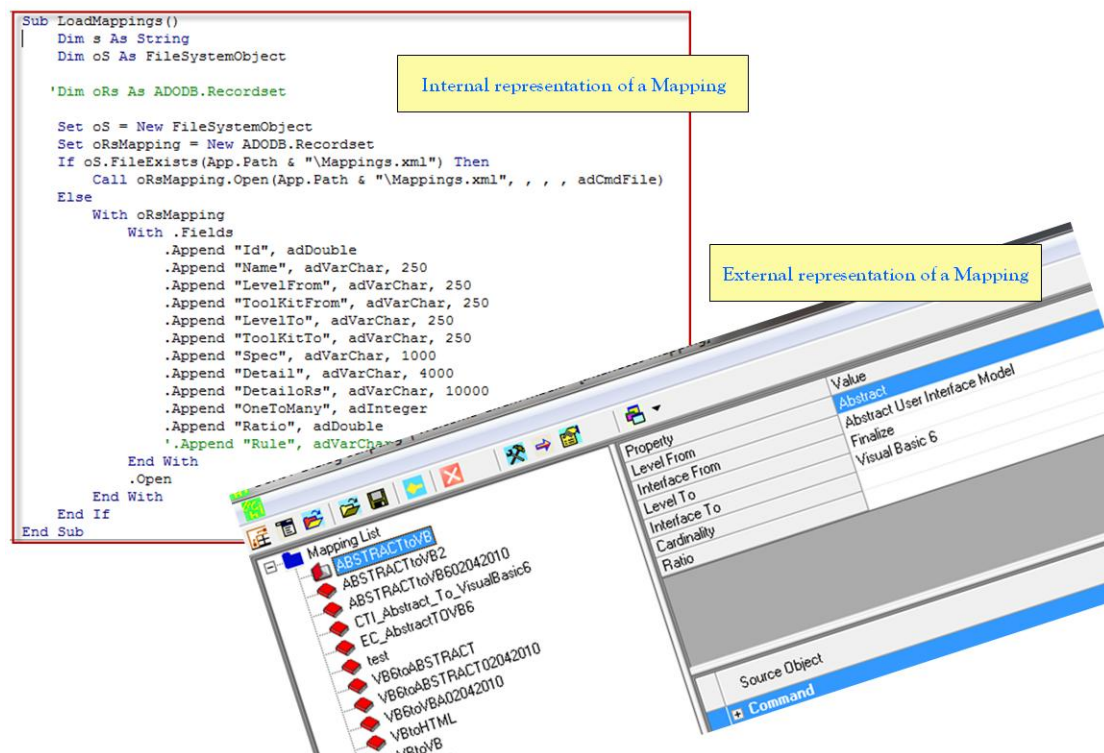 Sub LoadMappings()
Dim s As String
Dim oS As FileSystemObject
'Dim oRs As ADODB.Recordset
Set oS = New FileSystemObject
Set oRsMapping = New ADODB.Recordset
If oS.FileExists(App.Path & "\Mappings.xml") Then
Call oRsMapping.Open(App.Path & "\Mappings.xml", , , , adCmdFile)
Else
With oRsMapping
With .Fields
.Append "Id", adDouble
.Append "Name", adVarChar, 250
.Append "LevelFrom", adVarChar, 250
.Append "ToolKitFrom", adVarChar, 250
.Append "LevelTo", adVarChar, 250
.Append "ToolKitTo", adVarChar, 250
.Append "Spec", adVarChar, 1000
.Append "Detail", adVarChar, 4000
.Append "DetailoRs", adVarChar, 10000
.Append "OneToMany", adInteger
.Append "Ratio", adDouble
'.Append "Rule", adVarChar
End With
.Open
End With
End If
End Sub
Internal representation of a Mapping
External representation of a Mapping
Mapping List
ABSTRACTtoVB
ABSTRACTtoVB2
ABSTRACTtoVB602042010
CTI_Abstract_To_VisualBasic6
EC_AbstractTOVB6
test
VB6toABSTRACT
VB6toABSTRACT02042010
VB6toVBA02042010
VBtoHTML
VBtoVB
Property Value
Level From Abstract
Interface From Abstract User Interface Model
Level To Finalize
Interface To Visual Basic 6
Cardinality
Ratio
Source Object
Command